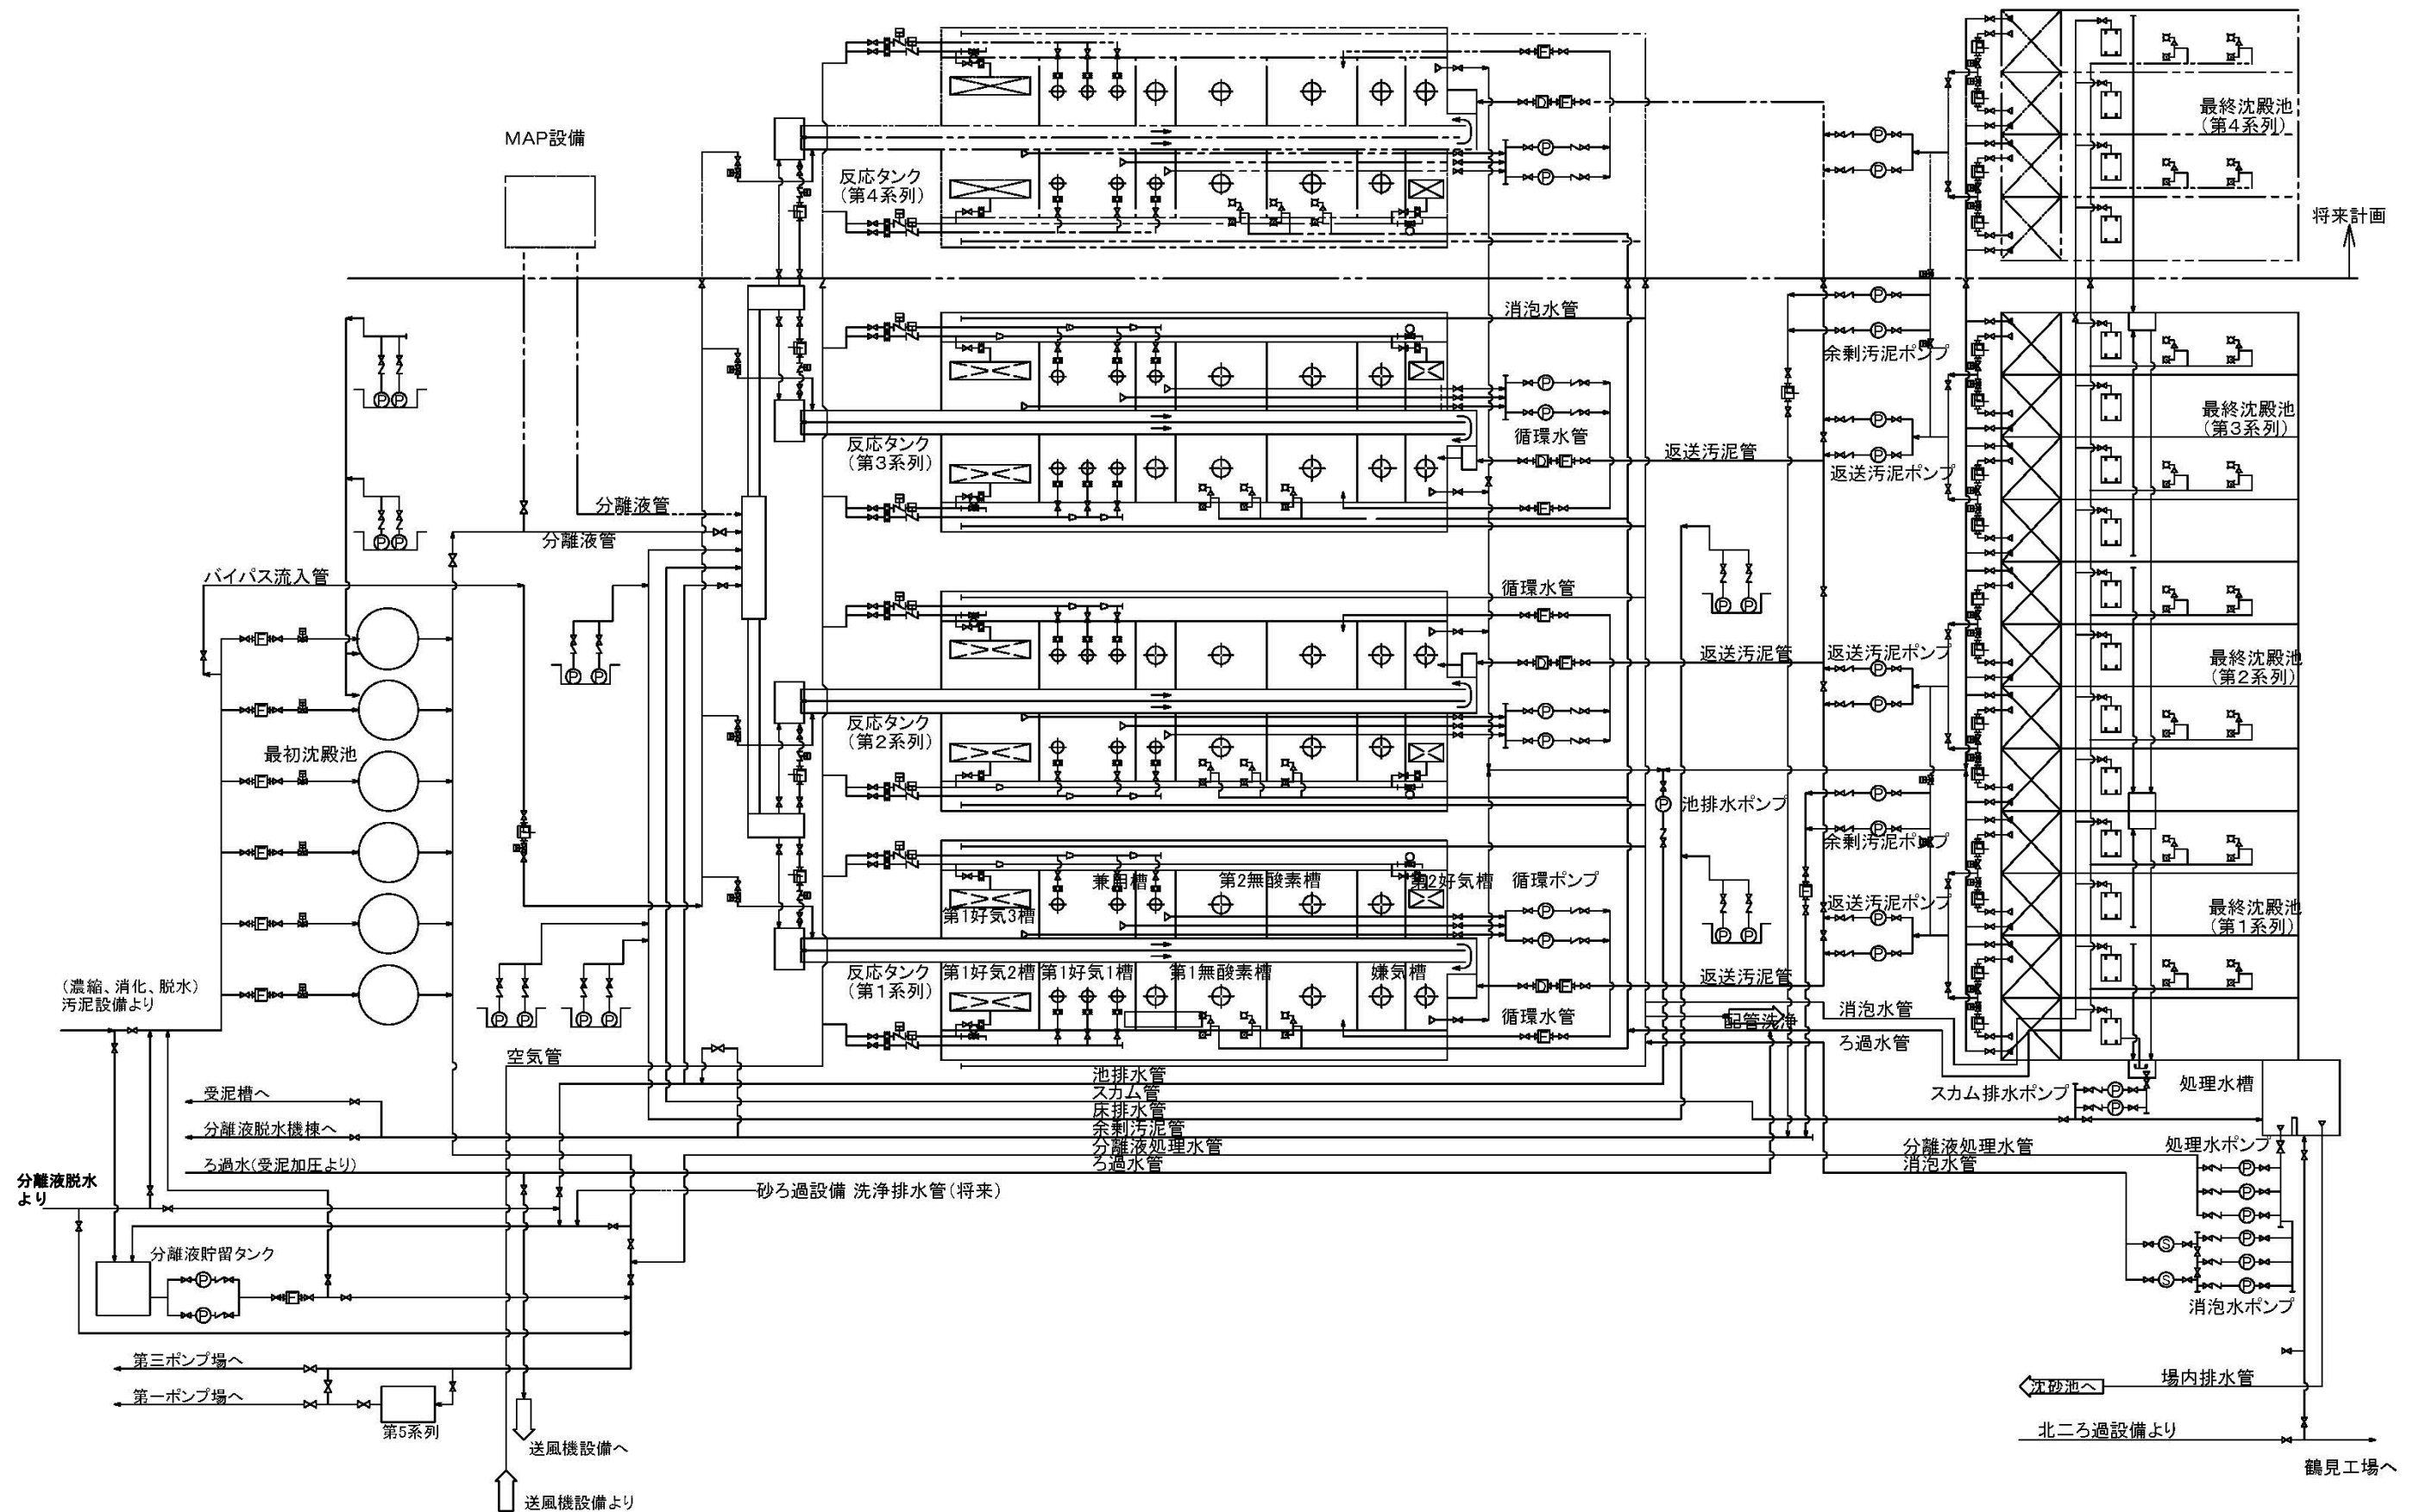 MAP設備
反応タンク
(第4系列)
最終沈殿池
(第4系列)
将来計画
消泡水管
余剰汚泥ポンプ
最終沈殿池
(第3系列)
反応タンク
(第3系列)
循環水管
返送汚泥管
返送汚泥ポンプ
分離液管
分離液管
バイパス流入管
循環水管
返送汚泥管
返送汚泥ポンプ
最終沈殿池
(第2系列)
最初沈殿池
反応タンク
(第2系列)
池排水ポンプ
余剰汚泥ポンプ
兼用槽
第2無酸素槽
第2好気槽
循環ポンプ
第1好気3槽
返送汚泥ポンプ
最終沈殿池
(第1系列)
反応タンク
(第1系列)
第1好気2槽
第1好気1槽
第1無酸素槽
嫌気槽
返送汚泥管
(濃縮、消化、脱水)
汚泥設備より
循環水管
配管洗浄
消泡水管
ろ過水管
空気管
池排水管
スカム管
床排水管
余剰汚泥管
分離液処理水管
ろ過水管
スカム排水ポンプ
処理水槽
受泥槽へ
分離液脱水機棟へ
ろ過水(受泥加圧より)
分離液処理水管
消泡水管
処理水ポンプ
分離液脱水
より
砂ろ過設備 洗浄排水管(将来)
分離液貯留タンク
消泡水ポンプ
第三ポンプ場へ
第一ポンプ場へ
第5系列
沈砂池へ
場内排水管
送風機設備へ
北二ろ過設備より
鶴見工場へ
送風機設備より